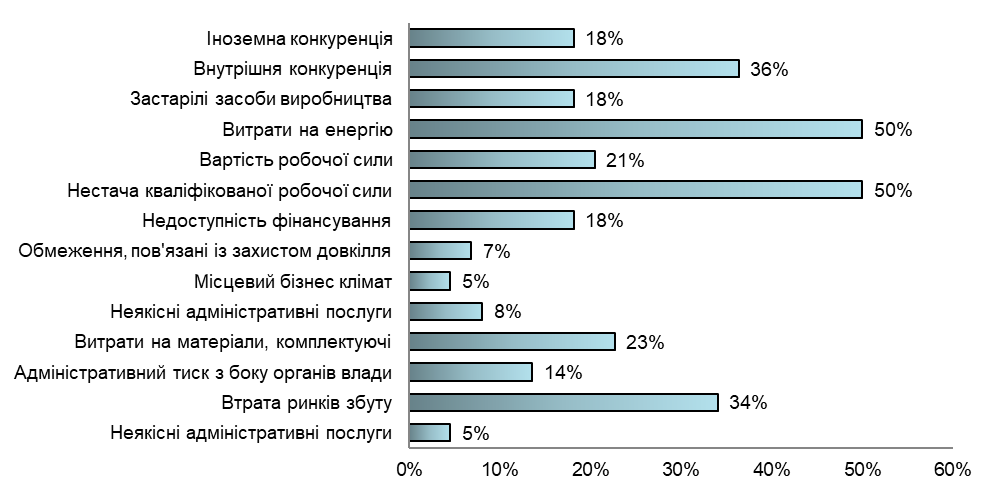 Іноземна конкуренція 18%
Внутрішня конкуренція 36%
Застарілі засоби виробництва 18%
Витрати на енергію 50%
Вартість робочої сили 21%
Нестача кваліфікованої робочої сили 50%
Недоступність фінансування 18%
Обмеження, пов'язані із захистом довкілля 7%
Місцевий бізнес клімат 5%
Неякісні адміністративні послуги 8%
Витрати на матеріали, комплектуючі 23%
Адміністративний тиск з боку органів влади 14%
Втрата ринків збуту 34%
Неякісні адміністративні послуги 5%
0% 10% 20% 30% 40% 50% 60%